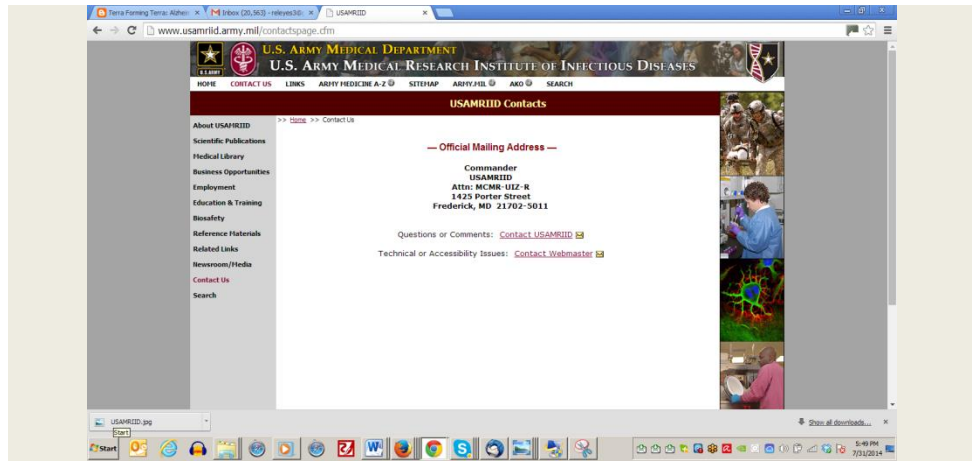 Terra Forming Terra: Alzhei
Inbox (20,563) - releyes3@
USAMRIID
www.usamriid.army.mil/contactspage.cfm
U.S. ARMY MEDICAL DEPARTMENT
U.S. ARMY MEDICAL RESEARCH INSTITUTE OF INFECTIOUS DISEASES
U.S. ARMY
HOME CONTACT US LINKS ARMY MEDICINE A-Z SITEMAP ARMY.MIL AKO SEARCH
USAMRIID Contacts
>> Home >> Contact Us
About USAMRIID
Scientific Publications
Medical Library
Business Opportunities
Employment
Education & Training
Biosafety
Reference Materials
Related Links
Newsroom/Media
Contact Us
Search
— Official Mailing Address —
Commander
USAMRIID
Attn: MCMR-UIZ-R
1425 Porter Street
Frederick, MD 21702-5011
Questions or Comments: Contact USAMRIID
Technical or Accessibility Issues: Contact Webmaster
USAMRIID.jpg
Show all downloads...
Start
Start
5:49 PM
7/31/2014